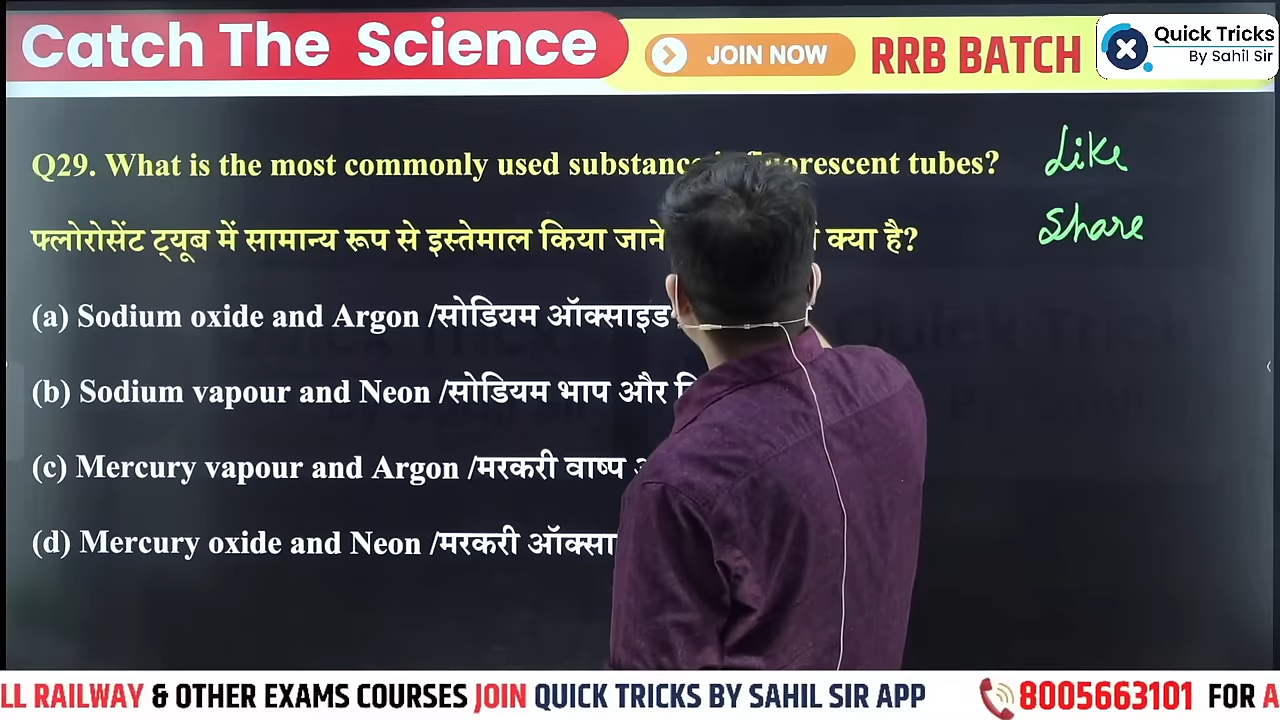 Catch The Science
JOIN NOW
RRB BATCH
Quick Tricks
By Sahil Sir
Q29. What is the most commonly used substance fluorescent tubes?
Like
फ्लोरोसेंट ट्यूब में सामान्य रूप से इस्तेमाल किया जाने क्या है?
Share
(a) Sodium oxide and Argon /सोडियम ऑक्साइड
(b) Sodium vapour and Neon /सोडियम भाप और
(c) Mercury vapour and Argon /मरकरी वाष्प
(d) Mercury oxide and Neon /मरकरी
LL RAILWAY & OTHER EXAMS COURSES JOIN QUICK TRICKS BY SAHIL SIR APP 8005663101 FOR A